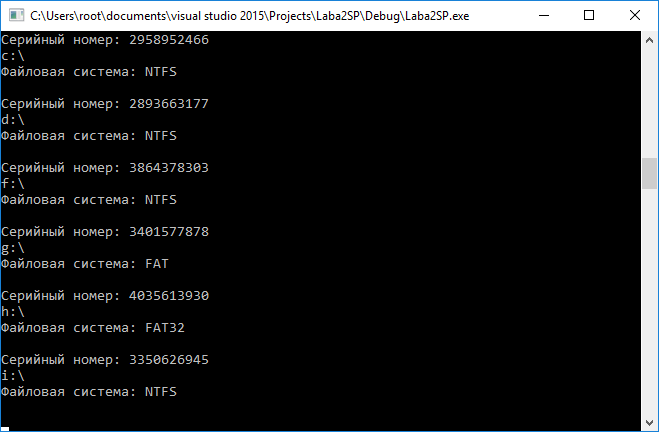 C:\Users\root\documents\visual studio 2015\Projects\Laba2SP\Debug\Laba2SP.exe
Серийный номер: 2958952466
c:\
Файловая система: NTFS
Серийный номер: 2893663177
d:\
Файловая система: NTFS
Серийный номер: 3864378303
f:\
Файловая система: NTFS
Серийный номер: 3401577878
g:\
Файловая система: FAT
Серийный номер: 4035613930
h:\
Файловая система: FAT32
Серийный номер: 3350626945
i:\
Файловая система: NTFS